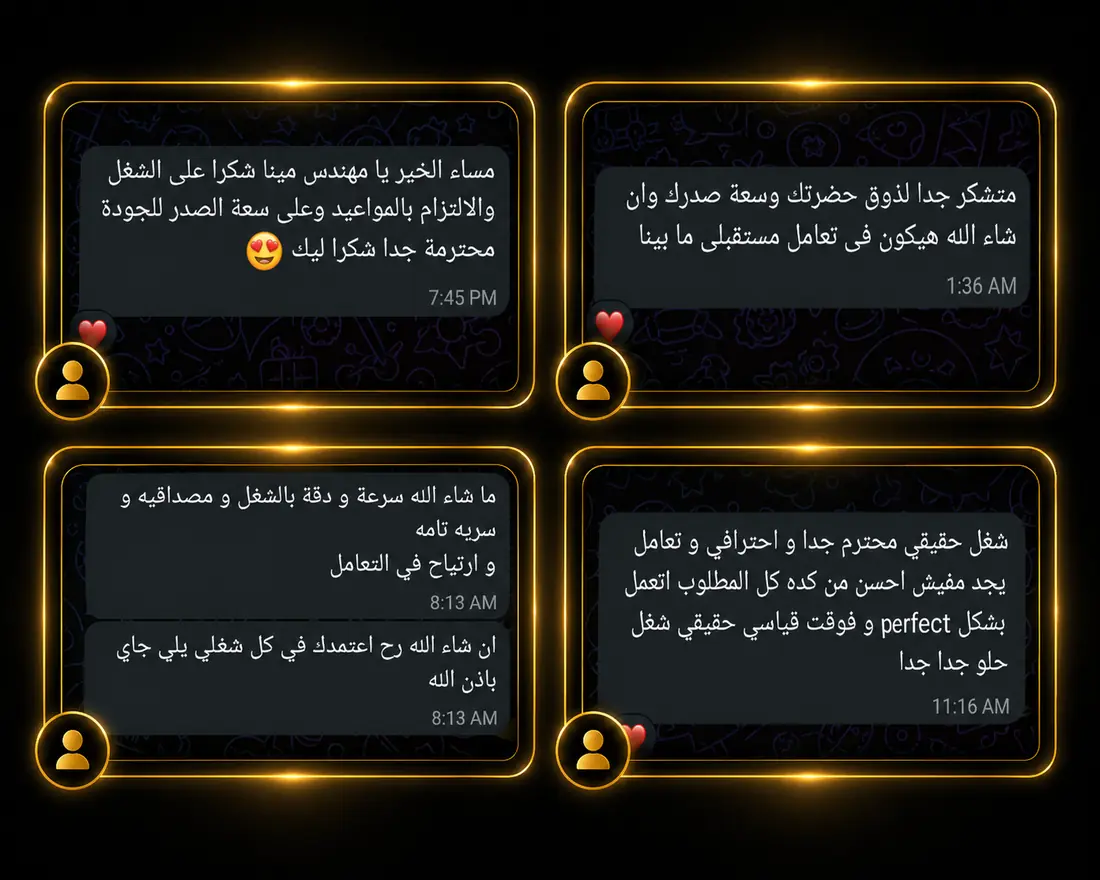 مساء الخير يا مهندس مينا شكرا على الشغل
والالتزام بالمواعيد وعلى سعة الصدر للجودة
محترمة جدا شكرا ليك 😍
7:45 PM
متشكر جدا لذوق حضرتك وسعة صدرك وان
شاء الله هيكون فى تعامل مستقبلى ما بينا
1:36 AM
ما شاء الله سرعة و دقة بالشغل و مصداقيه و
سريه تامه
و ارتياح في التعامل
8:13 AM
ان شاء الله رح اعتمدك في كل شغلي يلي جاي
باذن الله
8:13 AM
شغل حقيقي محترم جدا و احترافي و تعامل
يجد مفيش احسن من كده كل المطلوب اتعمل
بشكل perfect و فوقت قياسي حقيقي شغل
حلو جدا جدا
11:16 AM